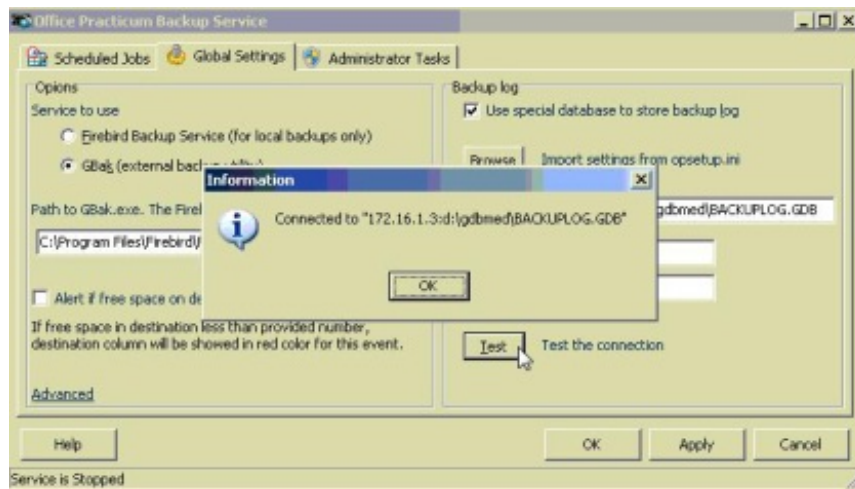 Office Practicum Backup Service
Scheduled Jobs
Global Settings
Administrator Tasks
Opions
Service to use
Firebird Backup Service (for local backups only)
GBak (external
Path to GBak.exe. The
C:\Program Files\Firebird\
Alert if free space on
If free space in destination less than provided number,
destination column will be showed in red color for this event.
Advanced
Backup log
Use special database to store backup log
Browse
Import settings from opsetup.ini
\BACKUPLOG.GDB
Test
Test the connection
Information
Connected to "172.16.1.3:d:\gdbmed\BACKUPLOG.GDB"
OK
Help
OK
Apply
Cancel
Service is Stopped